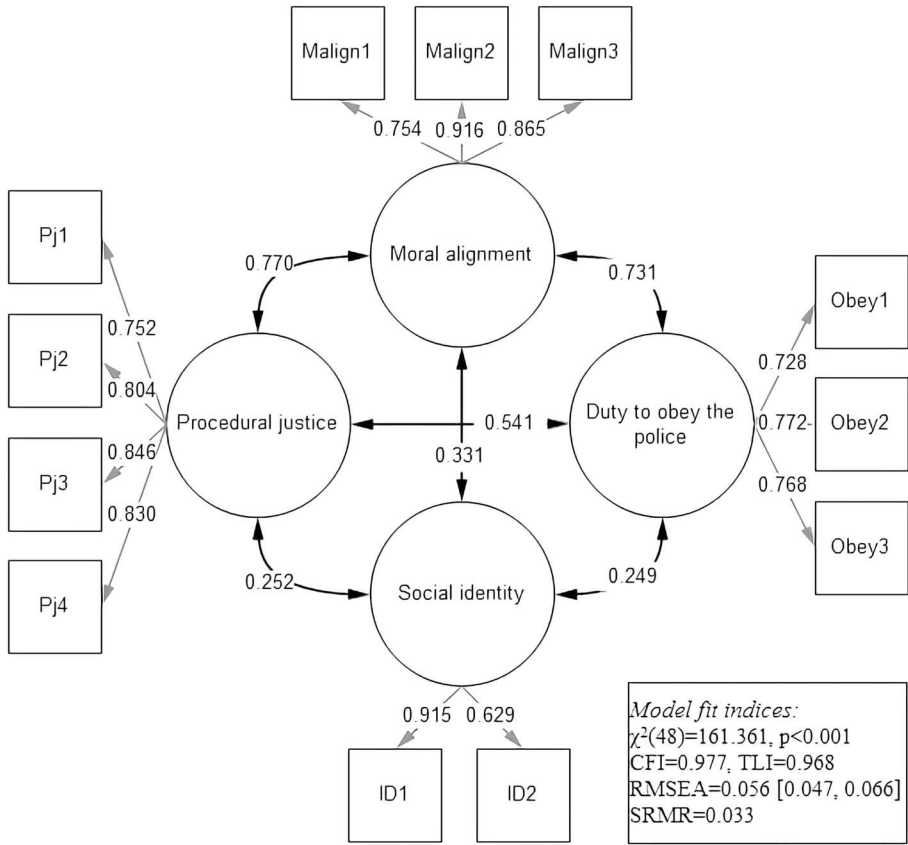 Malign1
Malign2
Malign3
0.754
0.916
0.865
Pj1
Moral alignment
0.770
0.731
Obey1
0.752
Pj2
0.728
0.804
Procedural justice
0.541
Duty to obey the
police
0.772
Obey2
0.846
0.331
Pj3
0.768
0.830
Obey3
0.252
0.249
Pj4
Social identity
0.915
0.629
ID1
ID2
Model fit indices:
χ²(48)=161.361, p<0.001
CFI=0.977, TLI=0.968
RMSEA=0.056 [0.047, 0.066]
SRMR=0.033